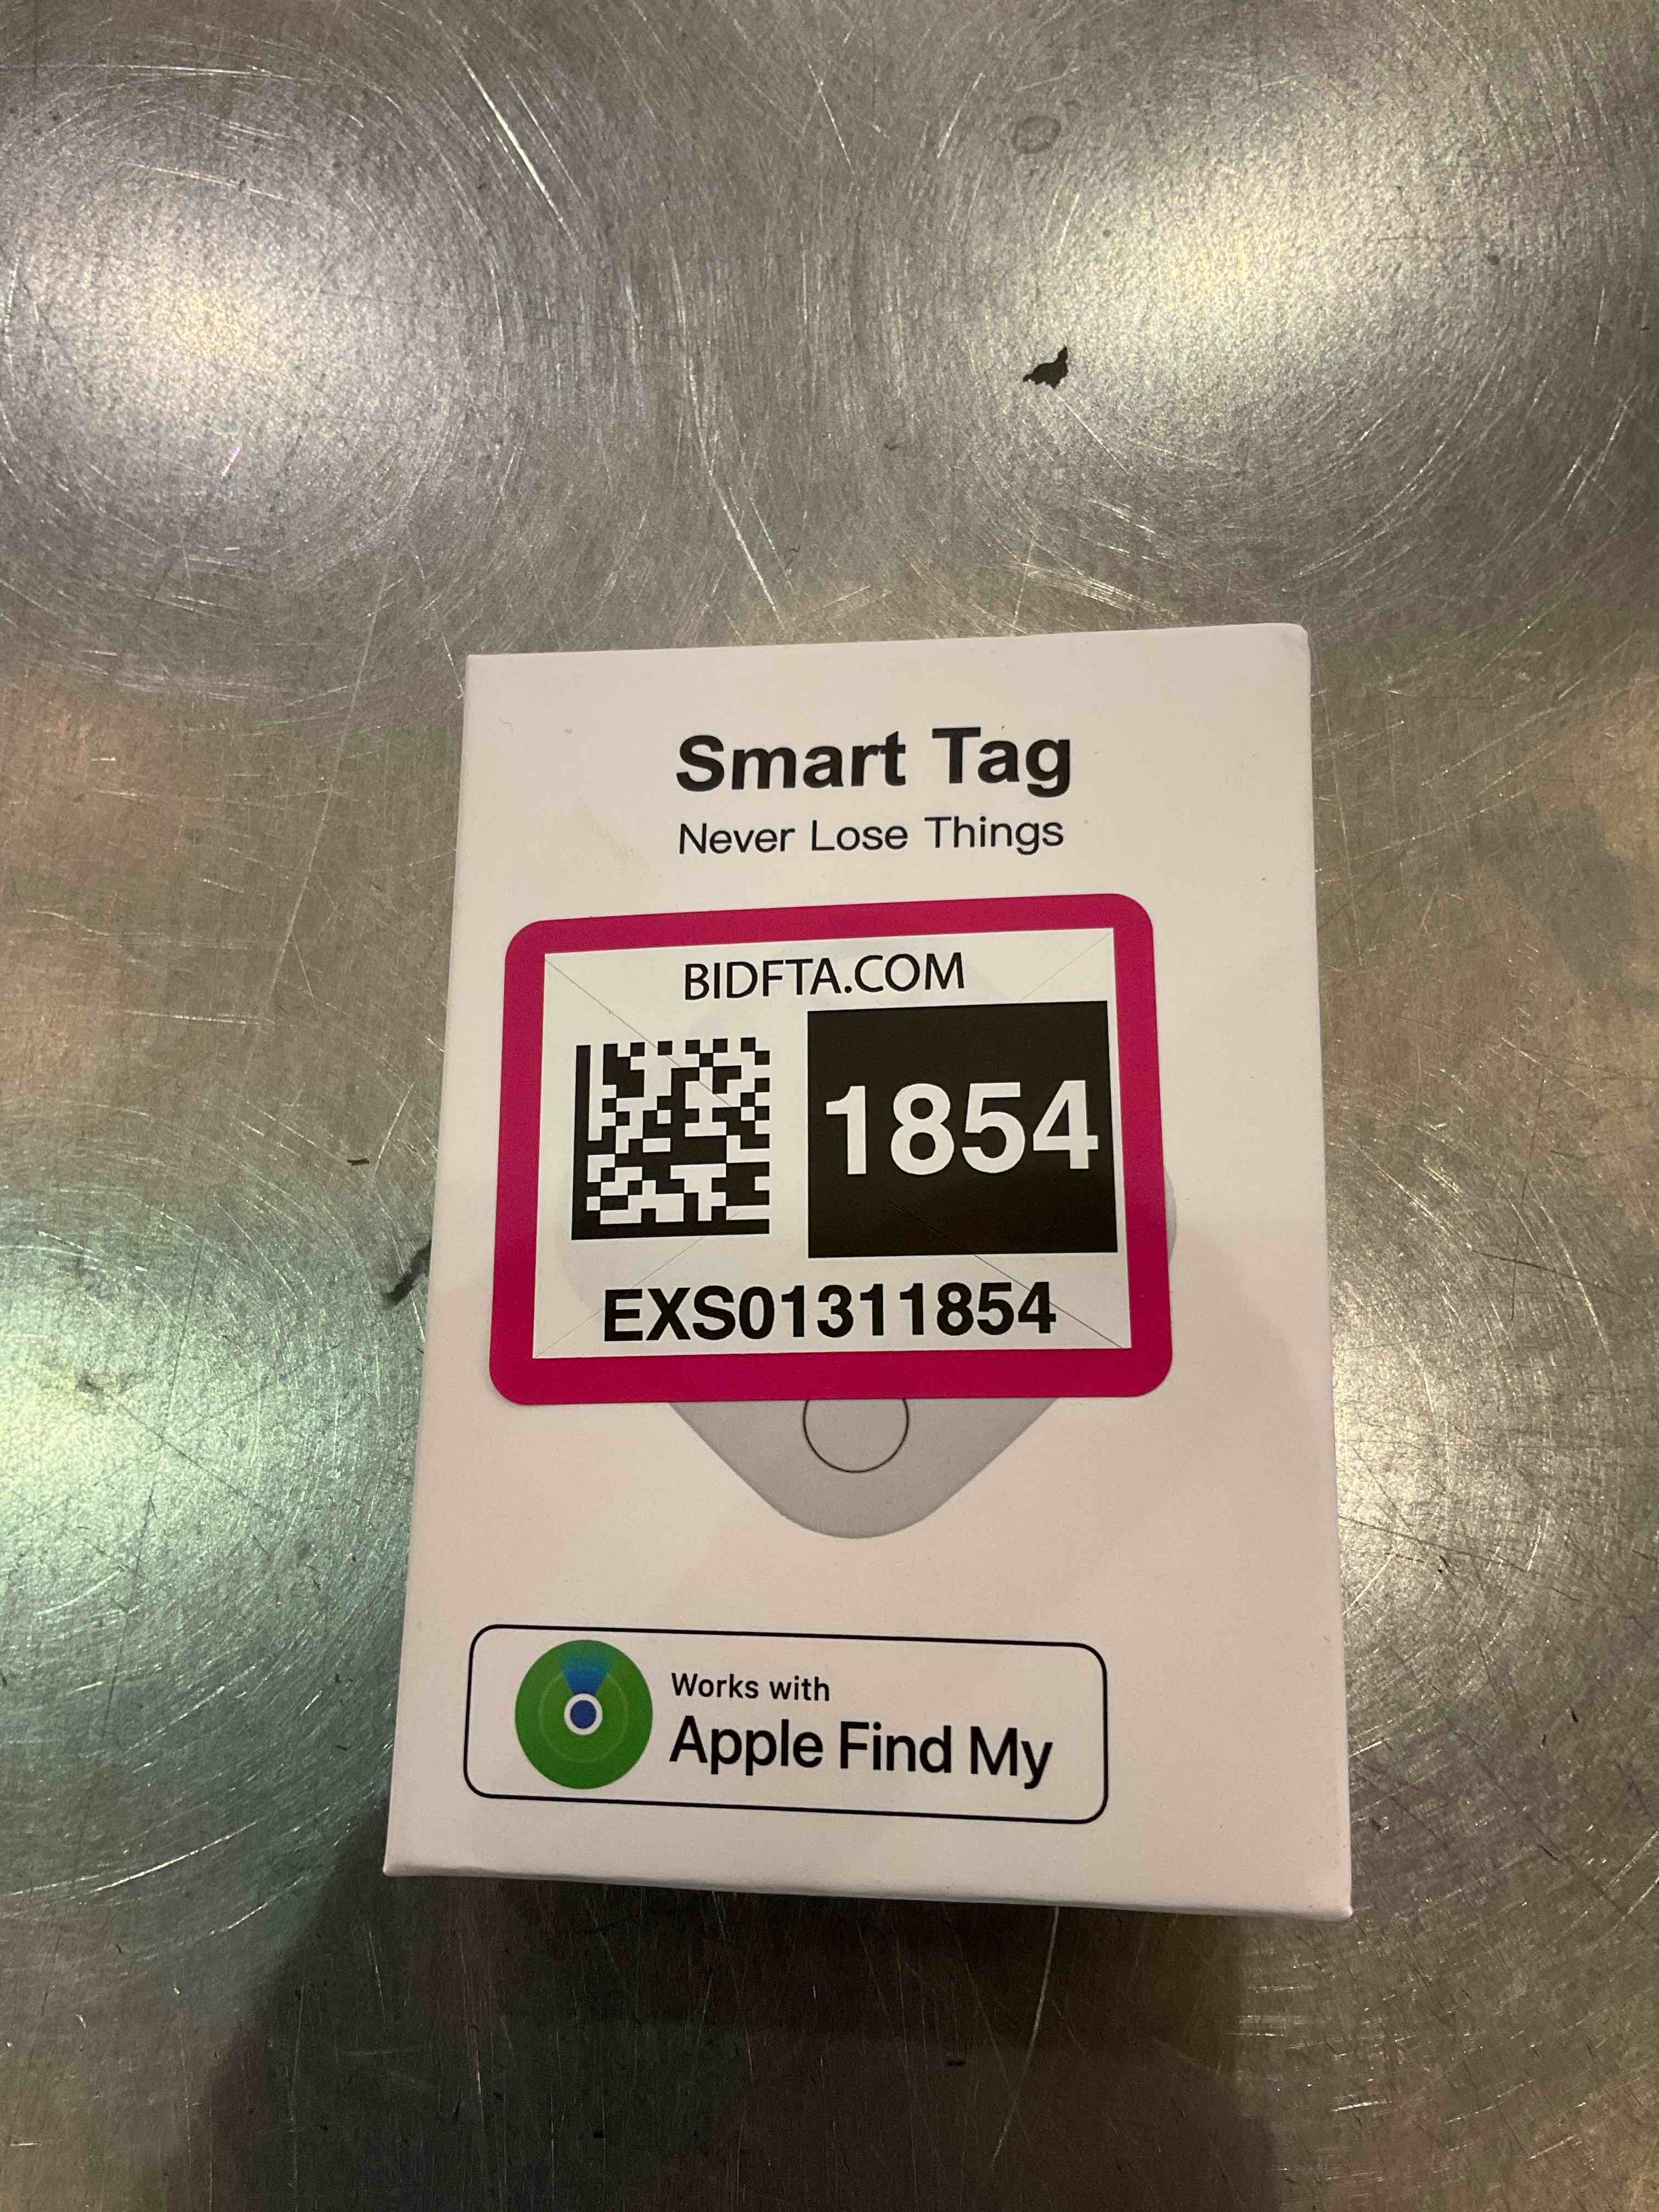 Smart Tag
Never Lose Things
BIDFTA.COM
1854
EXS01311854
Works with
Apple Find My